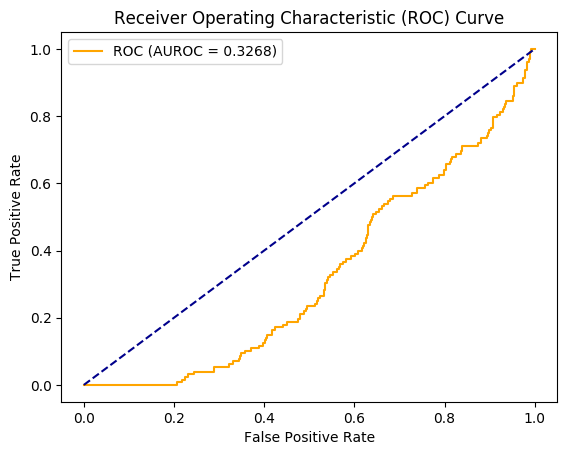 Receiver Operating Characteristic (ROC) Curve
ROC (AUROC = 0.3268)
1.0
0.8
0.6
0.4
0.2
0.0
True Positive Rate
0.0 0.2 0.4 0.6 0.8 1.0
False Positive Rate